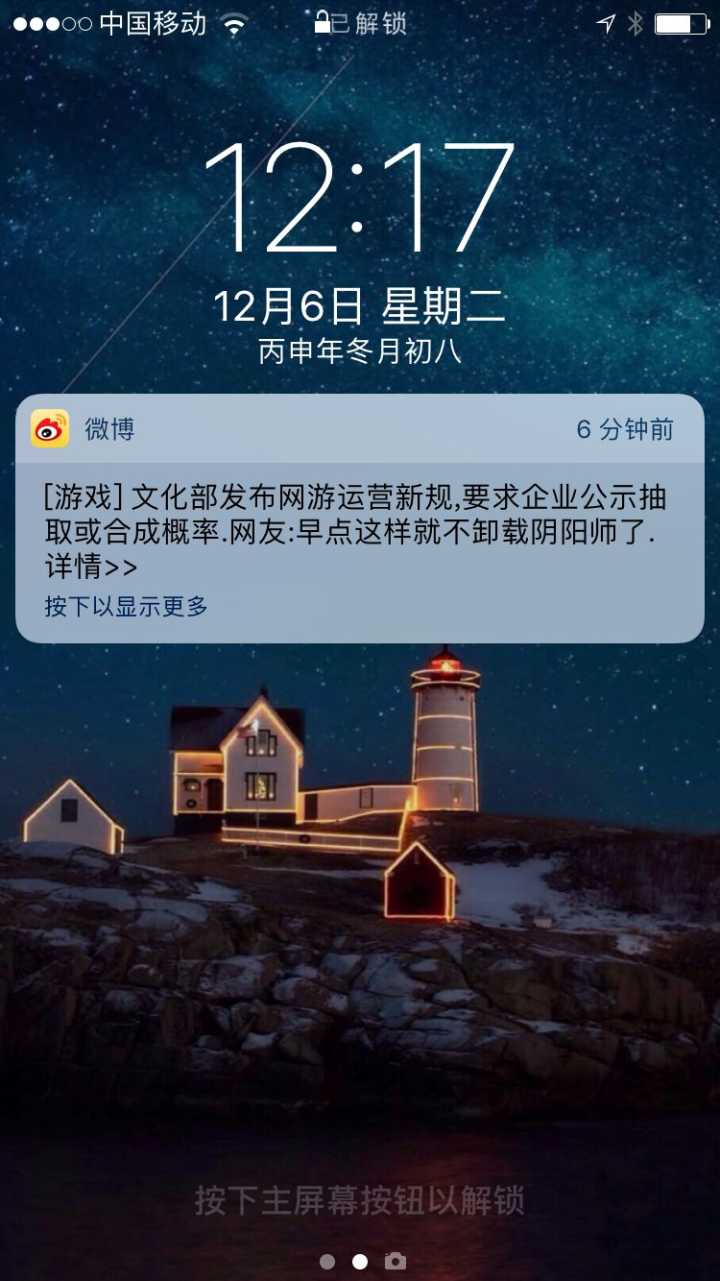 中国移动
已解锁
12:17
12月6日 星期二
丙申年冬月初八
微博
6 分钟前
[游戏] 文化部发布网游运营新规,要求企业公示抽
取或合成概率.网友:早点这样就不卸载阴阳师了.
详情>>
按下以显示更多
按下主屏幕按钮以解锁